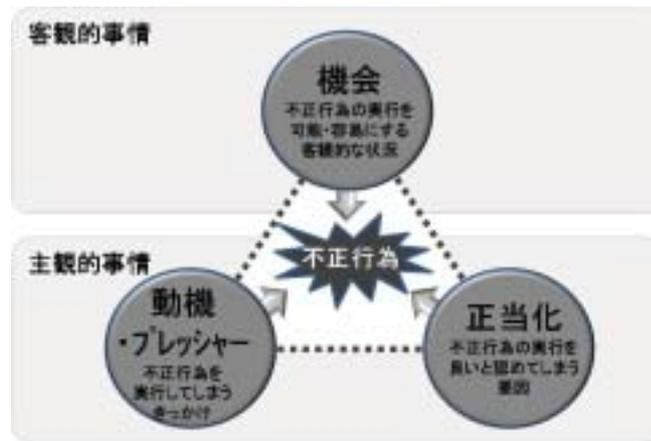 客観的事情
機会
不正行為の実行を
可能・容易にする
客観的な状況
不正行為
主観的事情
動機
・プレッシャー
不正行為を
実行してしまう
きっかけ
正当化
不正行為の実行を
良いと認めてしまう
要因